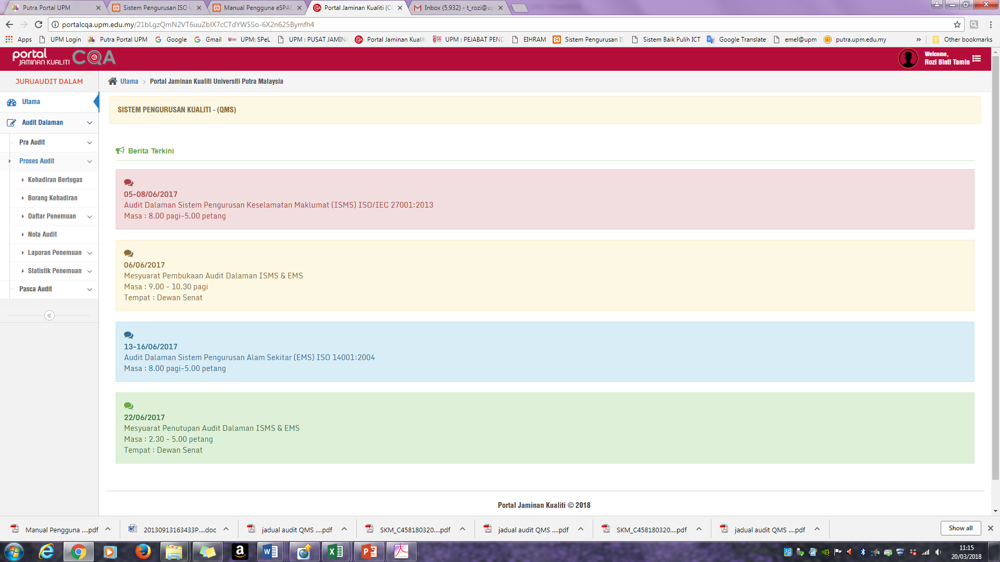 Putra Portal UPM
Sistem Pengurusan ISO U
Manual Pengguna eSPAD
Portal Jaminan Kualiti (C
Inbox (5,932) - t_rozi@up
portalcqa.upm.edu.my/21bLgzQmN2VT6uuZbIX7cCTdYW5So-6X2n625Bymfh4
Apps
UPM Login
Putra Portal UPM
Google
Gmail
UPM: SPeL
UPM : PUSAT JAMINA
Portal Jaminan Kualit
UPM : PEJABAT PEND
EIHRAM
Sistem Pengurusan IS
Sistem Baik Pulih ICT
Google Translate
emel@upm
putra.upm.edu.my
»
Other bookmarks
portal
JAMINAN KUALITI
CQA
Welcome,
Rozi Binti Tamin
JURUAUDIT DALAM
Utama > Portal Jaminan Kualiti Universiti Putra Malaysia
Utama
Audit Dalaman
Pra Audit
Proses Audit
Kehadiran Bertugas
Borang Kehadiran
Daftar Penemuan
Nota Audit
Laporan Penemuan
Statistik Penemuan
Pasca Audit
SISTEM PENGURUSAN KUALITI - (QMS)
Berita Terkini
05-08/06/2017
Audit Dalaman Sistem Pengurusan Keselamatan Maklumat (ISMS) ISO/IEC 27001:2013
Masa : 8.00 pagi-5.00 petang
06/06/2017
Mesyuarat Pembukaan Audit Dalaman ISMS & EMS
Masa : 9.00 - 10.30 pagi
Tempat : Dewan Senat
13-16/06/2017
Audit Dalaman Sistem Pengurusan Alam Sekitar (EMS) ISO 14001:2004
Masa : 8.00 pagi-5.00 petang
22/06/2017
Mesyuarat Penutupan Audit Dalaman ISMS & EMS
Masa : 2.30 - 5.00 petang
Tempat : Dewan Senat
Portal Jaminan Kualiti © 2018
Manual Pengguna ....pdf
20130913163433P....doc
jadual audit QMS ....pdf
SKM_C458180320....pdf
jadual audit QMS ....pdf
SKM_C458180320....pdf
jadual audit QMS ....pdf
Show all
11:15
20/03/2018